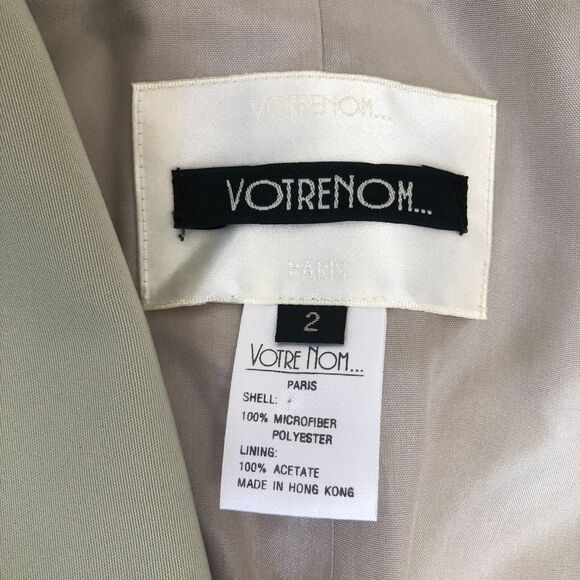 VOTRENOM...
VOTRENOM...
PARIS
2
VOTRE NOM...
PARIS
SHELL:
100% MICROFIBER
POLYESTER
LINING:
100% ACETATE
MADE IN HONG KONG